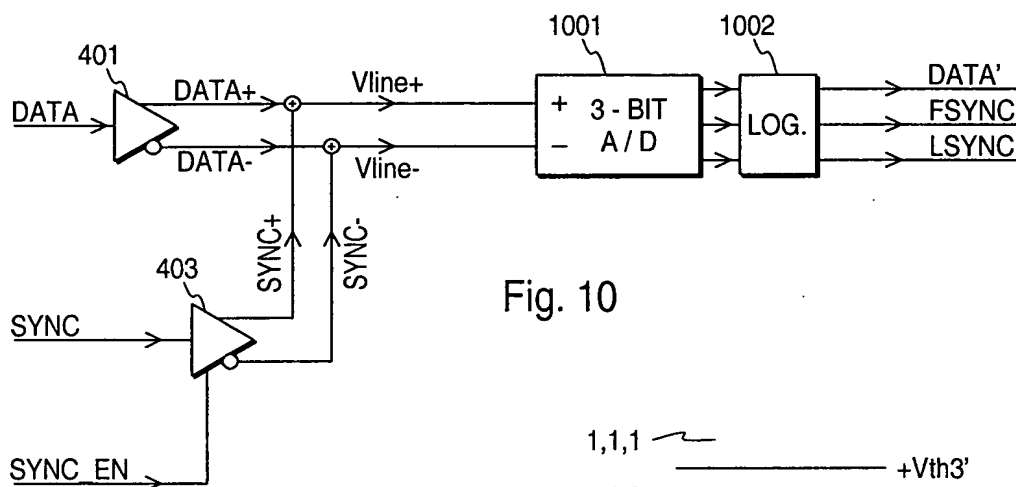 1001
1002
401
DATA
DATA+
DATA-
Vline+
Vline-
+
-
3 - BIT
A / D
LOG.
DATA'
FSYNC
LSYNC
SYNC+
SYNC-
403
SYNC
SYNC_EN
Fig. 10
1,1,1
+Vth3'